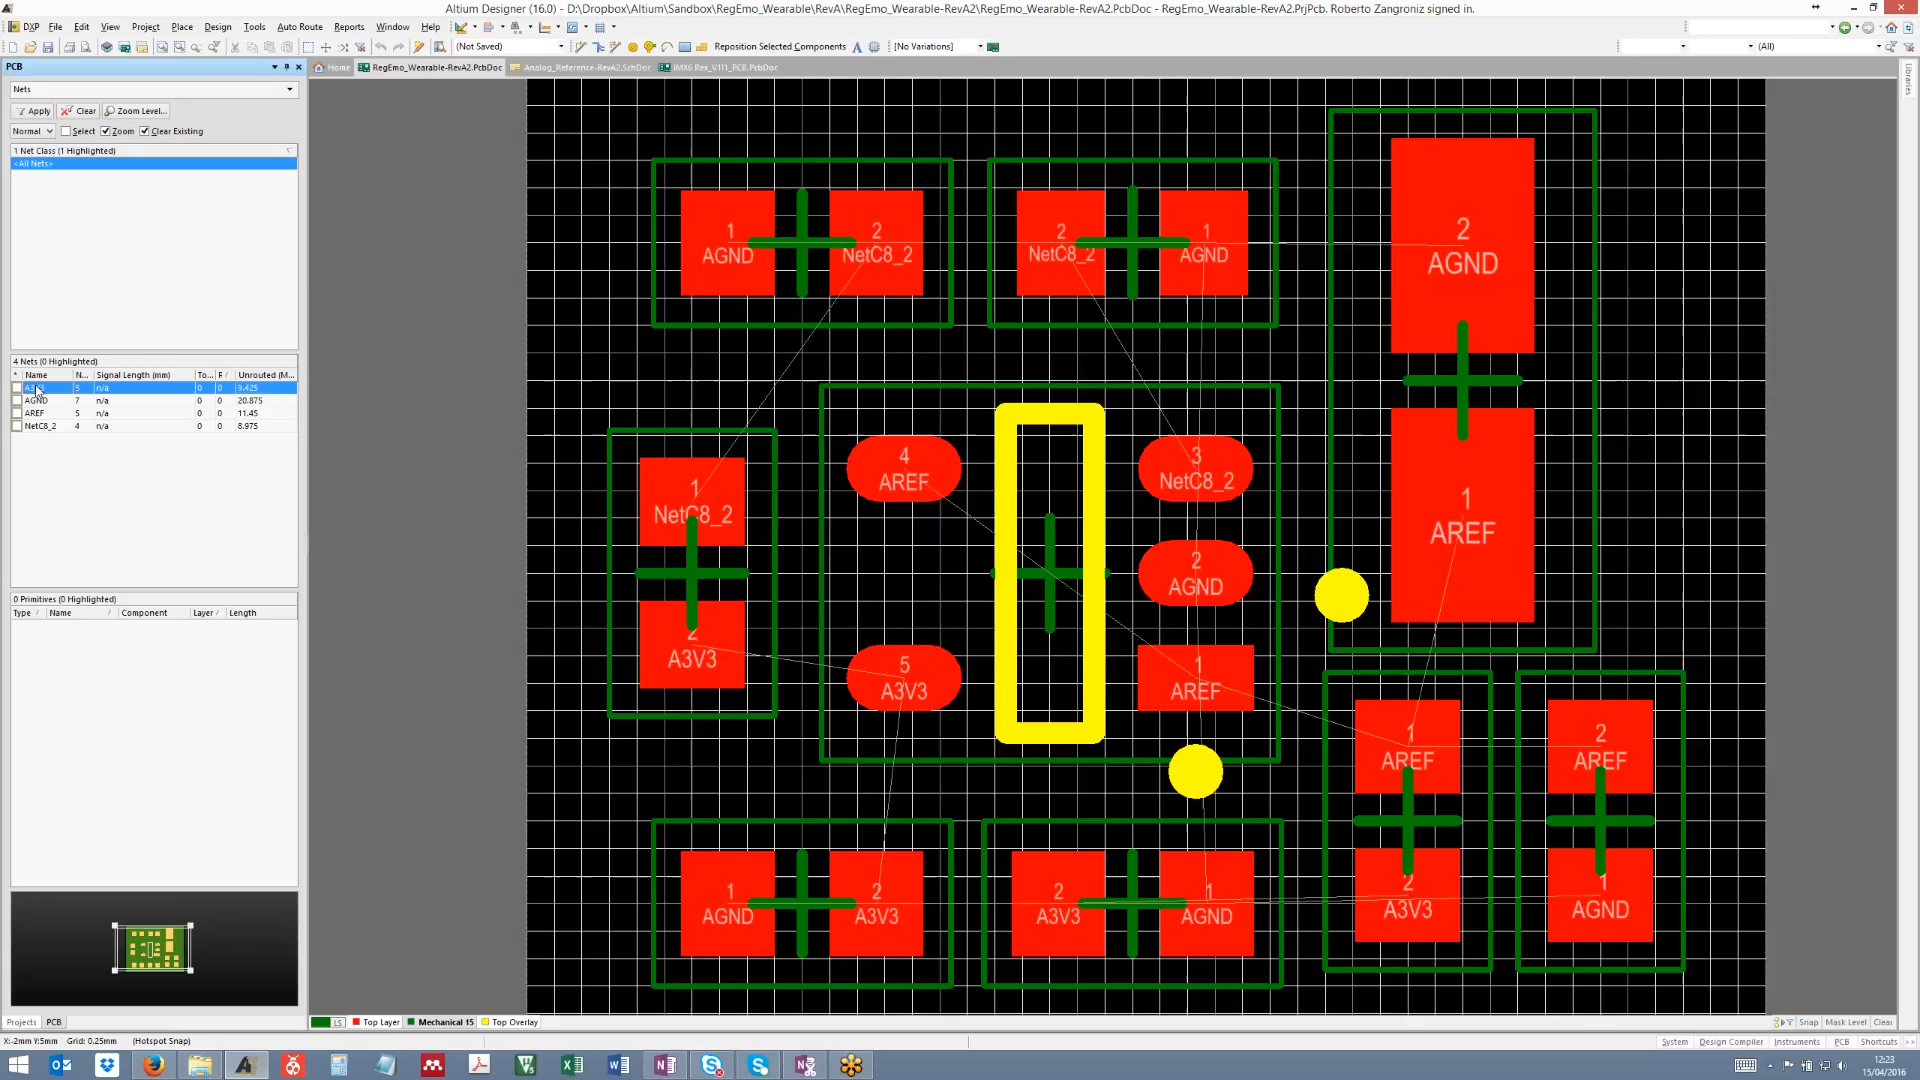 Altium Designer (16.0) - D:\Dropbox\Altium\Sandbox\RegEmo_Wearable\RevA\RegEmo_Wearable-RevA2\RegEmo_Wearable-RevA2.PcbDoc - RegEmo_Wearable-RevA2.PrjPcb. Roberto Zangroniz signed in.
DXP File Edit View Project Place Design Tools Auto Route Reports Window Help
(Not Saved) Reposition Selected Components A [No Variations] (All)
PCB
Home RegEmo_Wearable-RevA2.PcbDoc Analog_Reference-RevA2.SchDoc
Libraries
Nets
Apply Clear Zoom Level...
Normal Select Zoom Clear Existing
1 Net Class (1 Highlighted)
<All Nets>
4 Nets (0 Highlighted)
* Name N... Signal Length (mm) To... R / Unrouted (M...
A3V3 5 n/a 0 0 9.425
AGND 7 n/a 0 0 20.875
AREF 5 n/a 0 0 11.45
NetC8_2 4 n/a 0 0 8.975
0 Primitives (0 Highlighted)
Type / Name / Component Layer / Length
Projects PCB
1
AGND
2
NetC8_2
2
NetC8_2
1
AGND
2
AGND
1
AREF
1
NetC8_2
2
A3V3
4
AREF
3
NetC8_2
2
AGND
5
A3V3
1
AREF
1
AREF
2
AREF
1
AGND
2
A3V3
2
A3V3
1
AGND
2
A3V3
1
AGND
LS Top Layer Mechanical 15 Top Overlay
Snap Mask Level Clear
X:-2mm Y:5mm Grid: 0.25mm (Hotspot Snap)
System Design Compiler Instruments PCB Shortcuts >>
12:23
15/04/2016